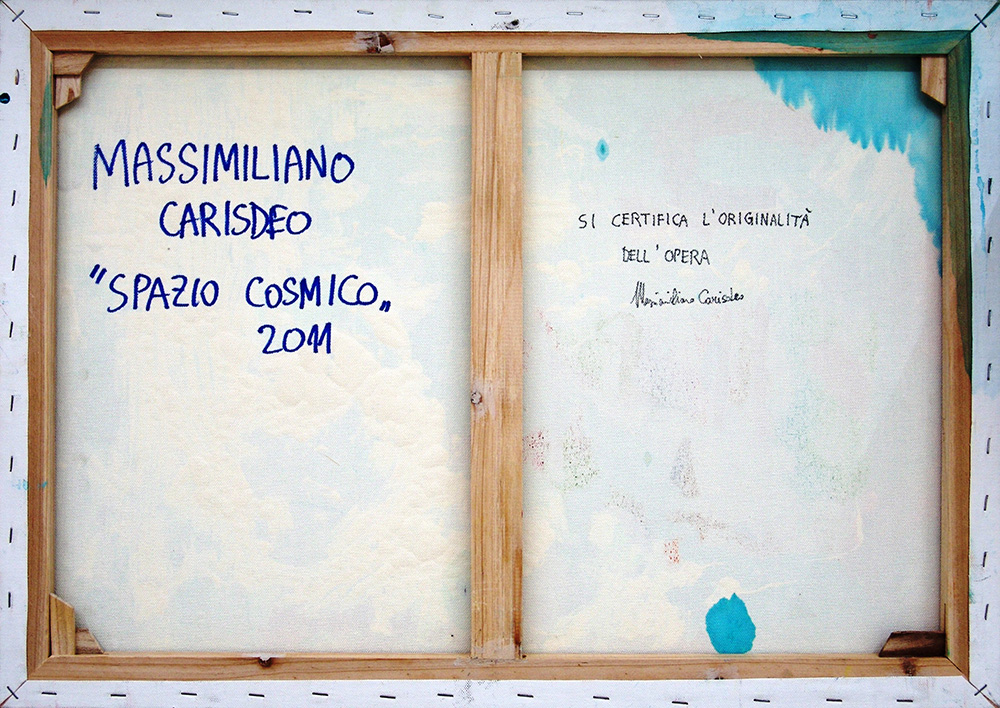 MASSIMILIANO
CARISDEO
"SPAZIO COSMICO„
2011
SI CERTIFICA L'ORIGINALITÀ
DELL'OPERA
Massimiliano Carisdeo